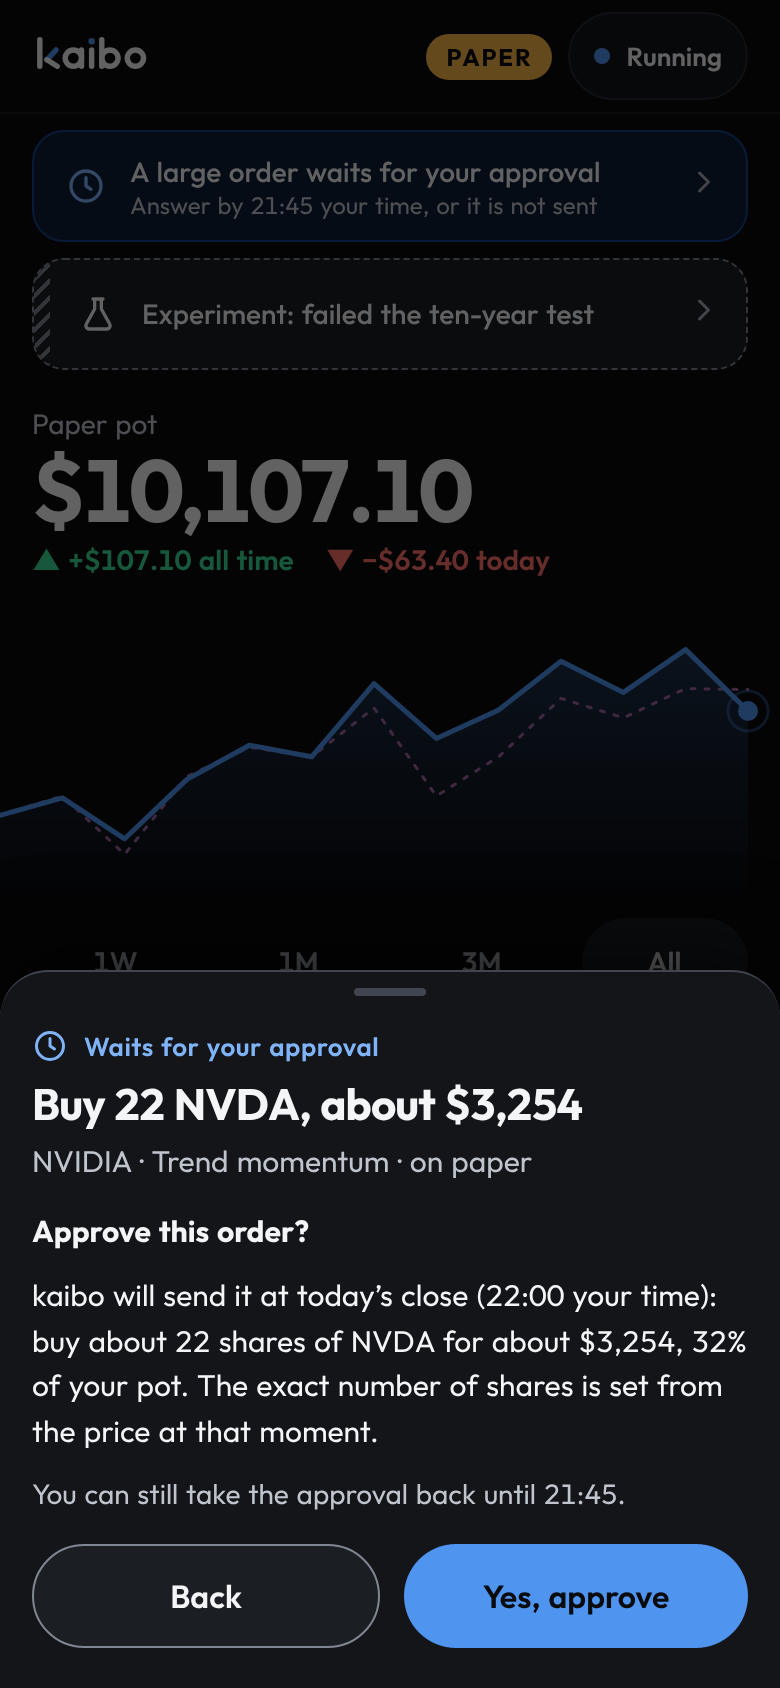 kaibo
PAPER
Running
A large order waits for your approval
Answer by 21:45 your time, or it is not sent
Experiment: failed the ten-year test
Paper pot
$10,107.10
▲ +$107.10 all time ▼ −$63.40 today
1W 1M 3M All
Waits for your approval
Buy 22 NVDA, about $3,254
NVIDIA · Trend momentum · on paper
Approve this order?
kaibo will send it at today’s close (22:00 your time):
buy about 22 shares of NVDA for about $3,254, 32%
of your pot. The exact number of shares is set from
the price at that moment.
You can still take the approval back until 21:45.
Back
Yes, approve